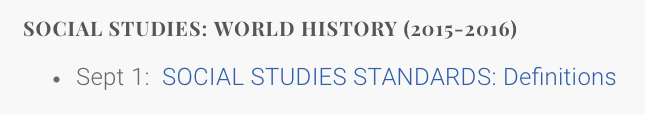 SOCIAL STUDIES: WORLD HISTORY (2015-2016)
• Sept 1: SOCIAL STUDIES STANDARDS: Definitions